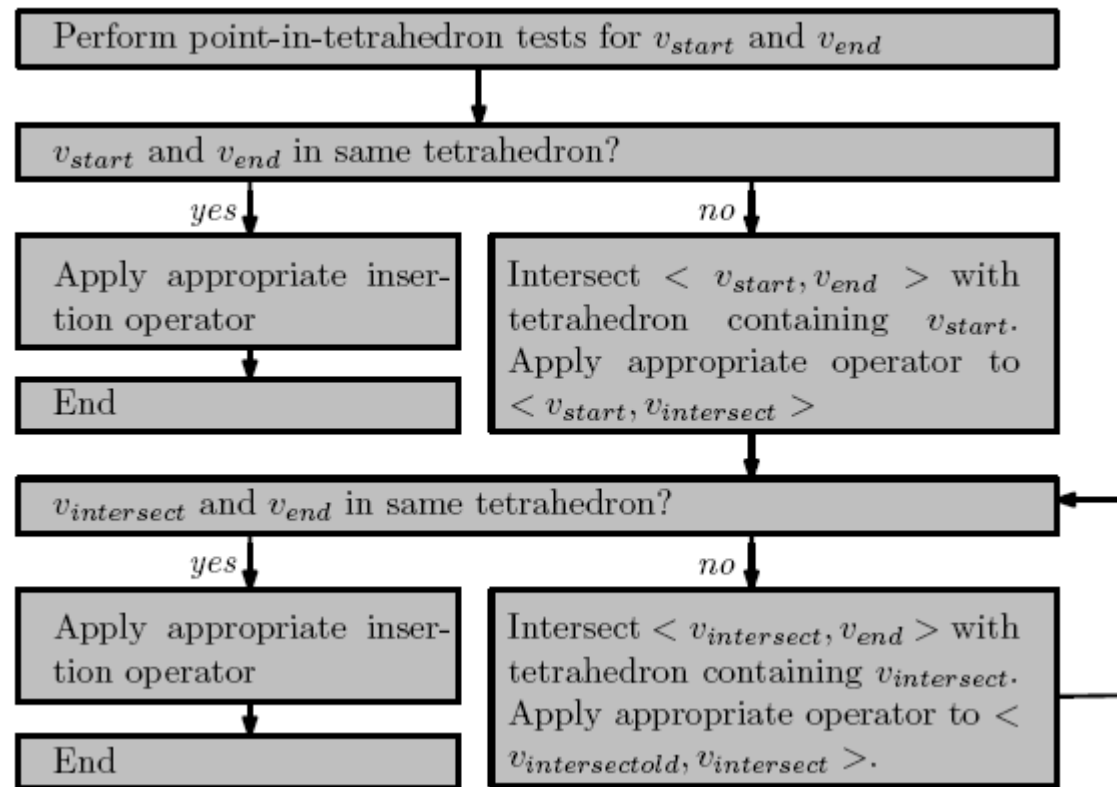 Perform point-in-tetrahedron tests for v_start and v_end
v_start and v_end in same tetrahedron?
yes
no
Apply appropriate inser-
tion operator
End
Intersect < v_start, v_end > with
tetrahedron containing v_start.
Apply appropriate operator to
< v_start, v_intersect >
v_intersect and v_end in same tetrahedron?
yes
no
Apply appropriate inser-
tion operator
End
Intersect < v_intersect, v_end > with
tetrahedron containing v_intersect.
Apply appropriate operator to <
v_intersectold, v_intersect >.